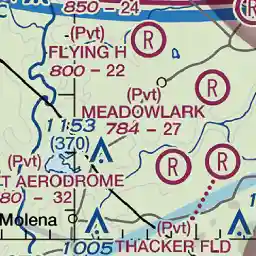 850 - 24
(Pvt)
FLYING H
800 - 22
R
R
(Pvt)
MEADOWLARK
784 - 27
1153
(370)
(Pvt)
T AERODROME
80) - 32
R
R
Molena
1005
(Pvt)
THACKER FLD